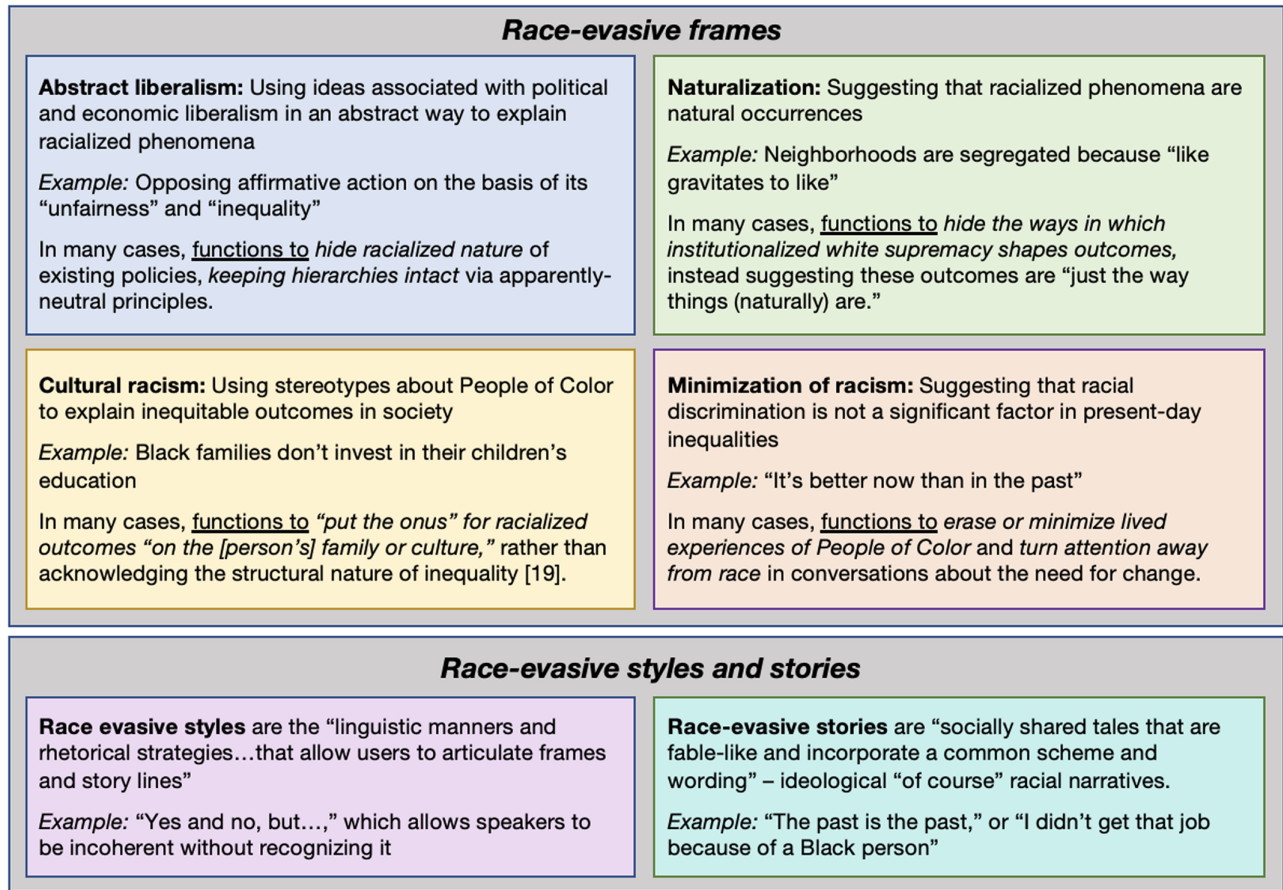 Race-evasive frames
Abstract liberalism: Using ideas associated with political
and economic liberalism in an abstract way to explain
racialized phenomena
Example: Opposing affirmative action on the basis of its
“unfairness” and “inequality”
In many cases, functions to hide racialized nature of
existing policies, keeping hierarchies intact via apparently-
neutral principles.
Naturalization: Suggesting that racialized phenomena are
natural occurrences
Example: Neighborhoods are segregated because “like
gravitates to like”
In many cases, functions to hide the ways in which
institutionalized white supremacy shapes outcomes,
instead suggesting these outcomes are “just the way
things (naturally) are.”
Cultural racism: Using stereotypes about People of Color
to explain inequitable outcomes in society
Example: Black families don’t invest in their children’s
education
In many cases, functions to “put the onus” for racialized
outcomes “on the [person’s] family or culture,” rather than
acknowledging the structural nature of inequality [19].
Minimization of racism: Suggesting that racial
discrimination is not a significant factor in present-day
inequalities
Example: “It’s better now than in the past”
In many cases, functions to erase or minimize lived
experiences of People of Color and turn attention away
from race in conversations about the need for change.
Race-evasive styles and stories
Race evasive styles are the “linguistic manners and
rhetorical strategies…that allow users to articulate frames
and story lines”
Example: “Yes and no, but…,” which allows speakers to
be incoherent without recognizing it
Race-evasive stories are “socially shared tales that are
fable-like and incorporate a common scheme and
wording” – ideological “of course” racial narratives.
Example: “The past is the past,” or “I didn’t get that job
because of a Black person”